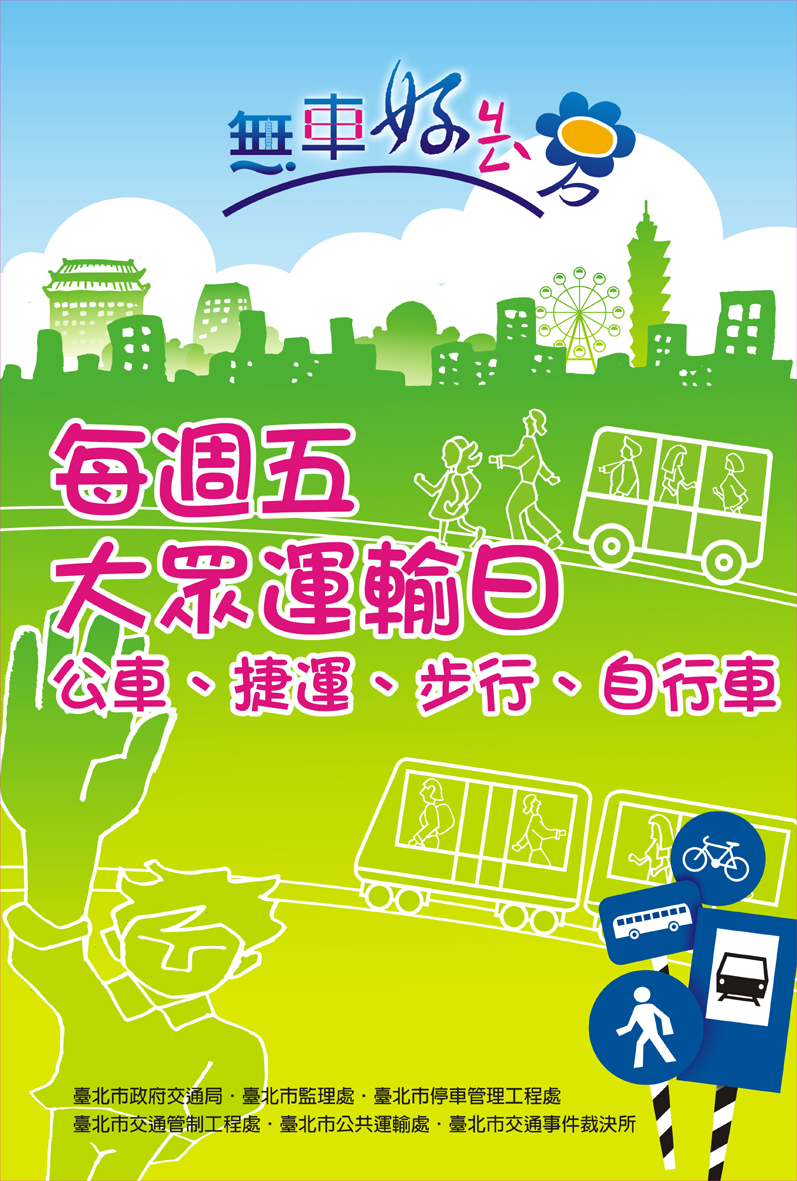 無車好出
每週五
大眾運輸日
公車、捷運、步行、自行車
臺北市政府交通局・臺北市監理處・臺北市停車管理工程處
臺北市交通管制工程處・臺北市公共運輸處・臺北市交通事件裁決所